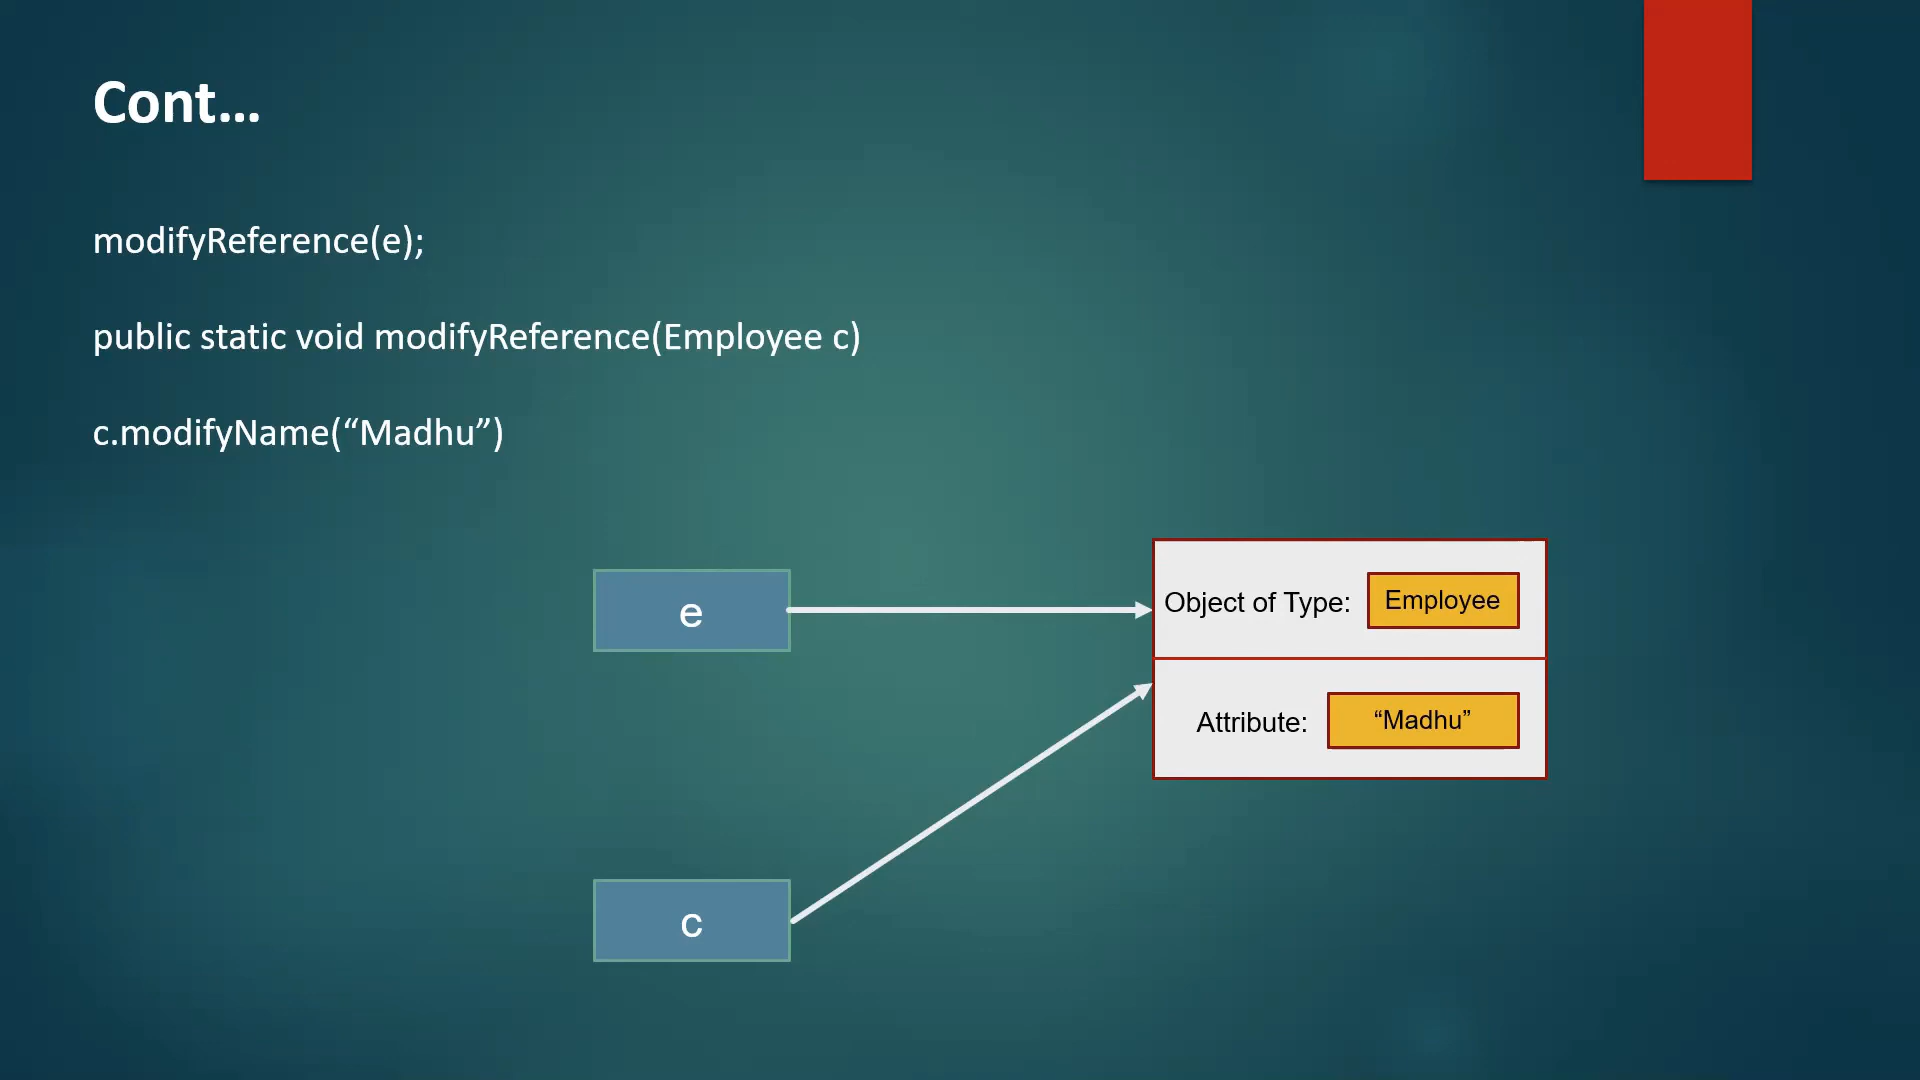 Cont...
modifyReference(e);
public static void modifyReference(Employee c)
c.modifyName(“Madhu”)
e
Object of Type: Employee
Attribute: “Madhu”
c